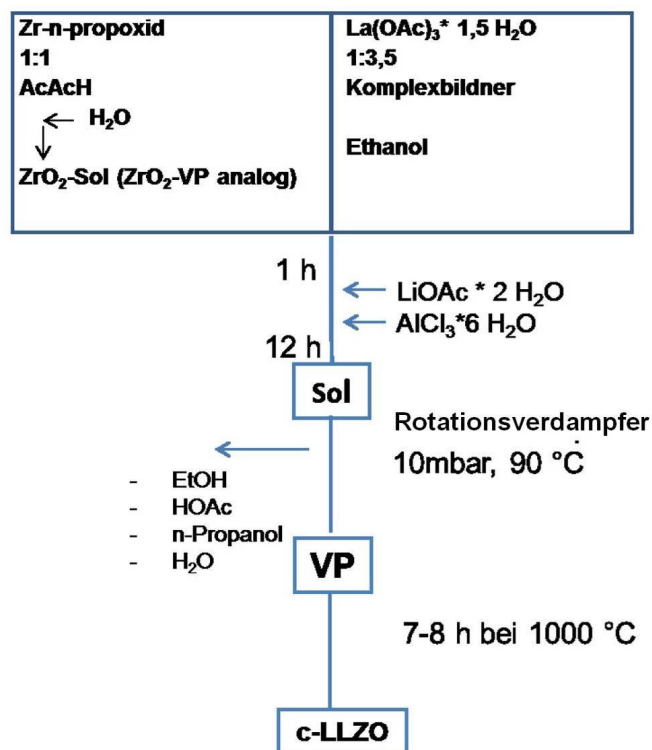 Zr-n-propoxid
1:1
AcAcH
H₂O
ZrO₂-Sol (ZrO₂-VP analog)
La(OAc)₃* 1,5 H₂O
1:3,5
Komplexbildner
Ethanol
1 h
LiOAc * 2 H₂O
AlCl₃*6 H₂O
12 h
Sol
Rotationsverdampfer
10mbar, 90 °C
- EtOH
- HOAc
- n-Propanol
- H₂O
VP
7-8 h bei 1000 °C
c-LLZO